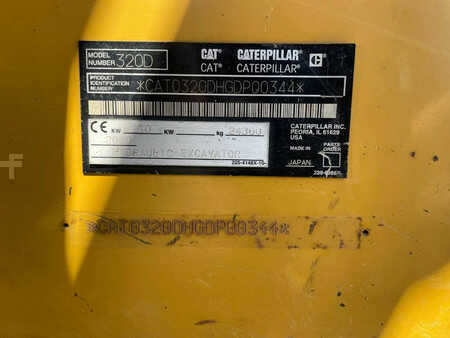 MODEL NUMBER 320D
CAT CATERPILLAR C
CAT® CATERPILLAR®
PRODUCT IDENTIFICATION NUMBER *CAT0320DHGDP00344*
CE KW KW kg 24300
CATERPILLAR INC.
PEORIA, IL 61629
USA
HYDRAULIC EXCAVATOR
MADE IN
JAPAN
*CAT0320DHGDP00344*